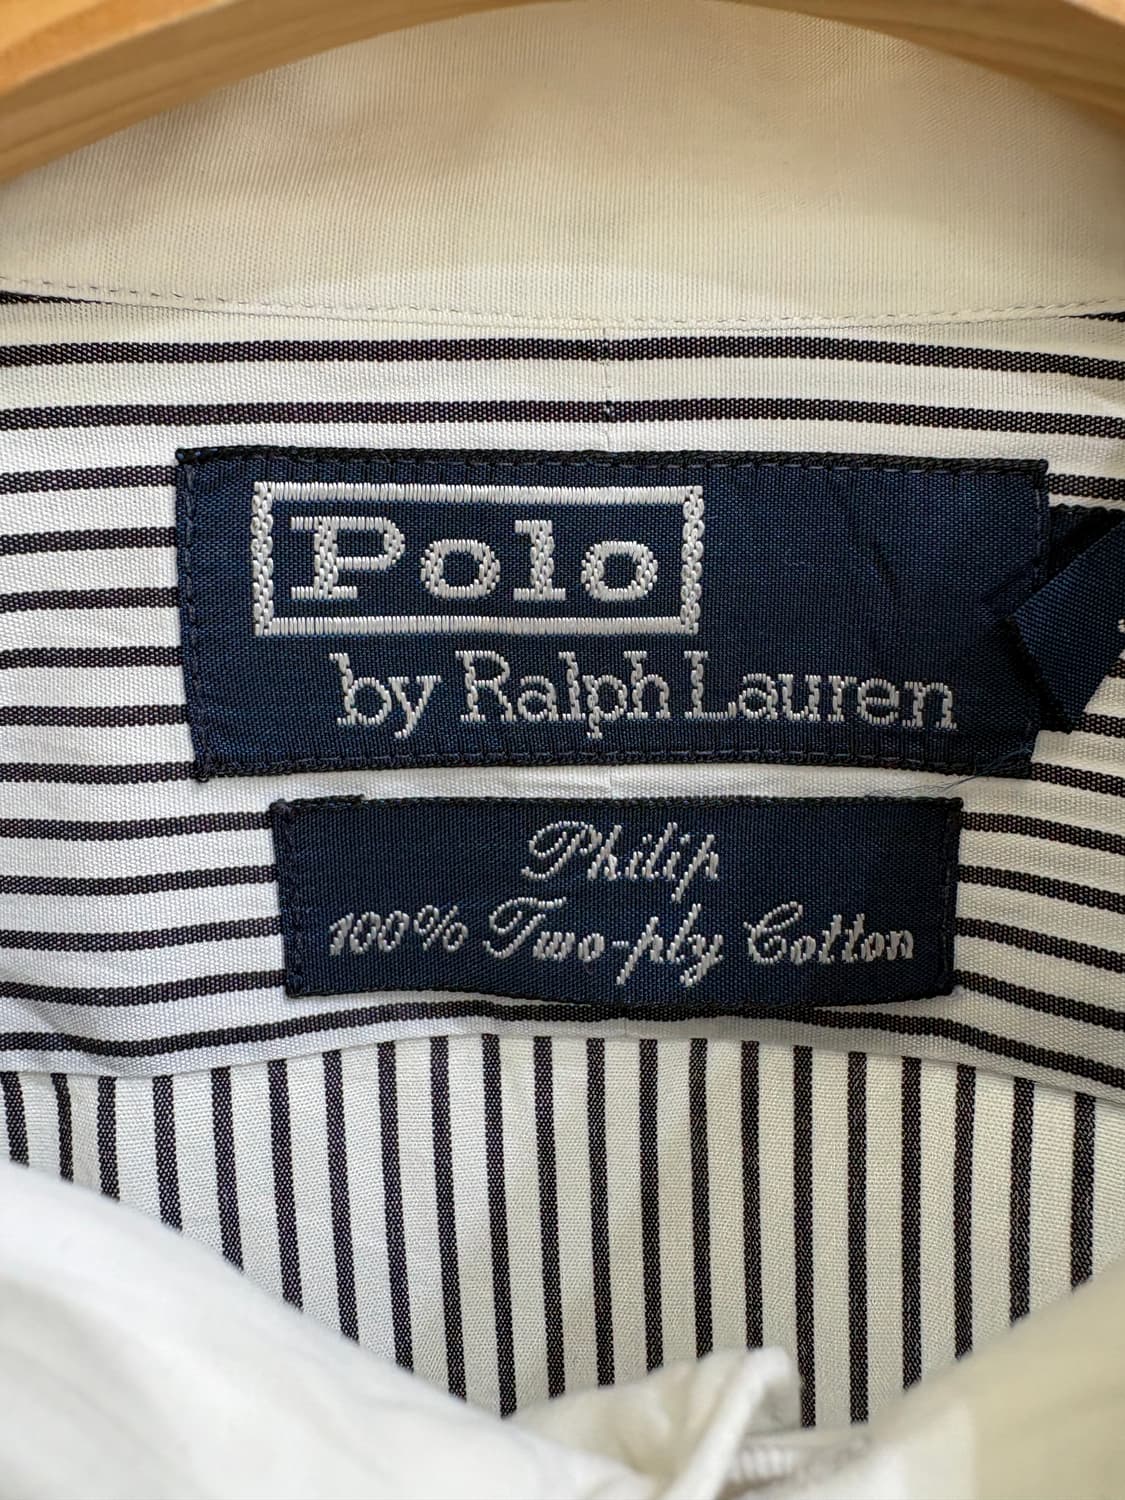 Polo
by Ralph Lauren
Philip
100% Two-ply Cotton